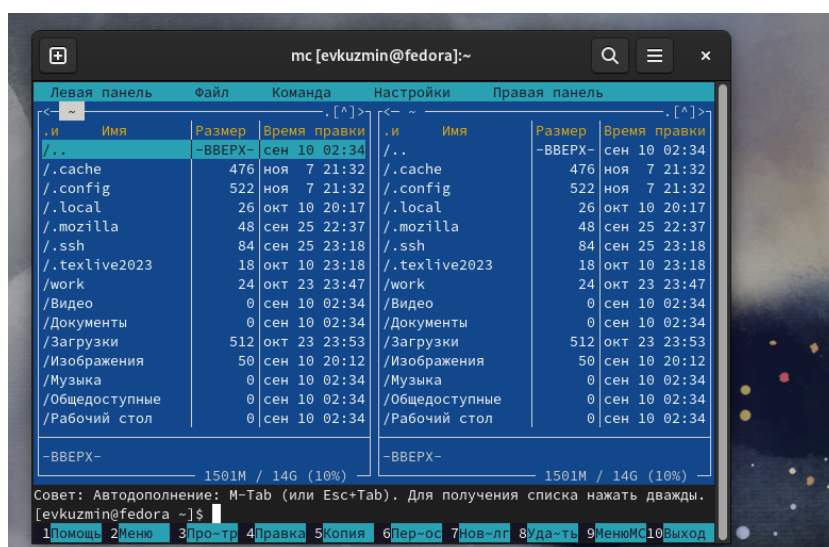 mc [evkuzmin@fedora]:~
Левая панель Файл Команда Настройки Правая панель
<- ~ .[^]> <- ~ .[^]>
.и Имя Размер Время правки .и Имя Размер Время правки
/.. -ВВЕРХ- сен 10 02:34 /.. -ВВЕРХ- сен 10 02:34
/.cache 476 ноя 7 21:32 /.cache 476 ноя 7 21:32
/.config 522 ноя 7 21:32 /.config 522 ноя 7 21:32
/.local 26 окт 10 20:17 /.local 26 окт 10 20:17
/.mozilla 48 сен 25 22:37 /.mozilla 48 сен 25 22:37
/.ssh 84 сен 25 23:18 /.ssh 84 сен 25 23:18
/.texlive2023 18 окт 10 23:18 /.texlive2023 18 окт 10 23:18
/work 24 окт 23 23:47 /work 24 окт 23 23:47
/Видео 0 сен 10 02:34 /Видео 0 сен 10 02:34
/Документы 0 сен 10 02:34 /Документы 0 сен 10 02:34
/Загрузки 512 окт 23 23:53 /Загрузки 512 окт 23 23:53
/Изображения 50 сен 10 20:12 /Изображения 50 сен 10 20:12
/Музыка 0 сен 10 02:34 /Музыка 0 сен 10 02:34
/Общедоступные 0 сен 10 02:34 /Общедоступные 0 сен 10 02:34
/Рабочий стол 0 сен 10 02:34 /Рабочий стол 0 сен 10 02:34
-ВВЕРХ- -ВВЕРХ-
1501M / 14G (10%) 1501M / 14G (10%)
Совет: Автодополнение: M-Tab (или Esc+Tab). Для получения списка нажать дважды.
[evkuzmin@fedora ~]$
1Помощь 2Меню 3Про~тр 4Правка 5Копия 6Пер~ос 7Нов~лг 8Уда~ть 9МенюMC10Выход